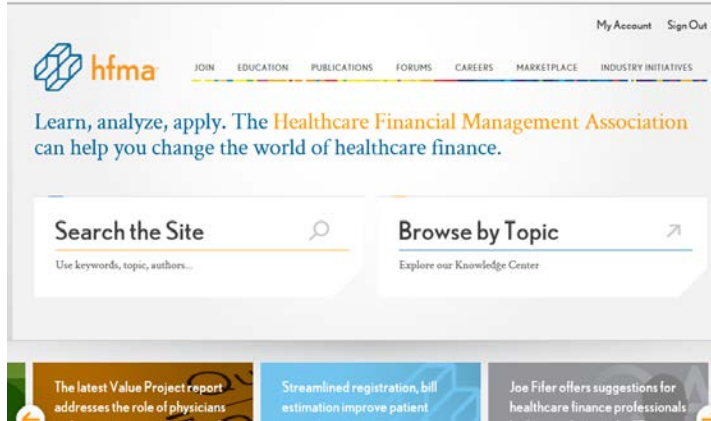 My Account Sign Out
hfma
JOIN EDUCATION PUBLICATIONS FORUMS CAREERS MARKETPLACE INDUSTRY INITIATIVES
Learn, analyze, apply. The Healthcare Financial Management Association
can help you change the world of healthcare finance.
Search the Site
Use keywords, topic, authors...
Browse by Topic
Explore our Knowledge Center
The latest Value Project report
addresses the role of physicians
Streamlined registration, bill
estimation improve patient
Joe Fifer offers suggestions for
healthcare finance professionals